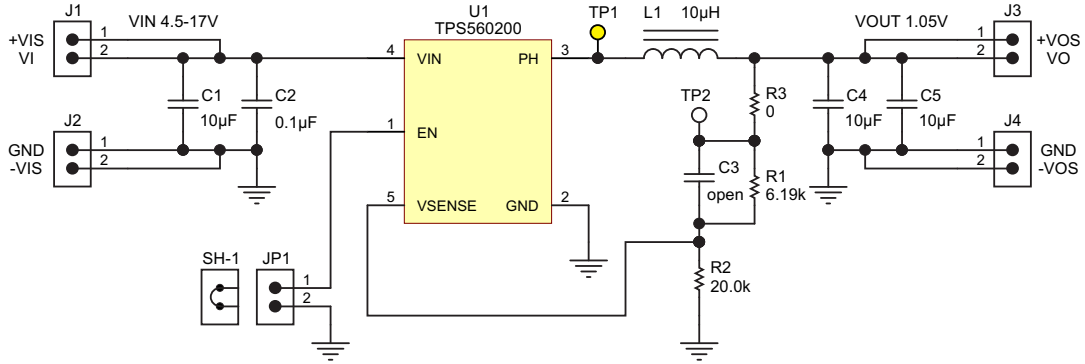 J1
VIN 4.5-17V
+VIS
1
VI
2
C1
10µF
C2
0.1µF
J2
GND
1
-VIS
2
U1
TPS560200
4
VIN
PH
3
1
EN
5
VSENSE
GND
2
SH-1
JP1
1
2
TP1
L1
10µH
VOUT 1.05V
J3
1
+VOS
2
VO
R3
0
TP2
C3
open
R1
6.19k
R2
20.0k
C4
10µF
C5
10µF
J4
1
GND
2
-VOS